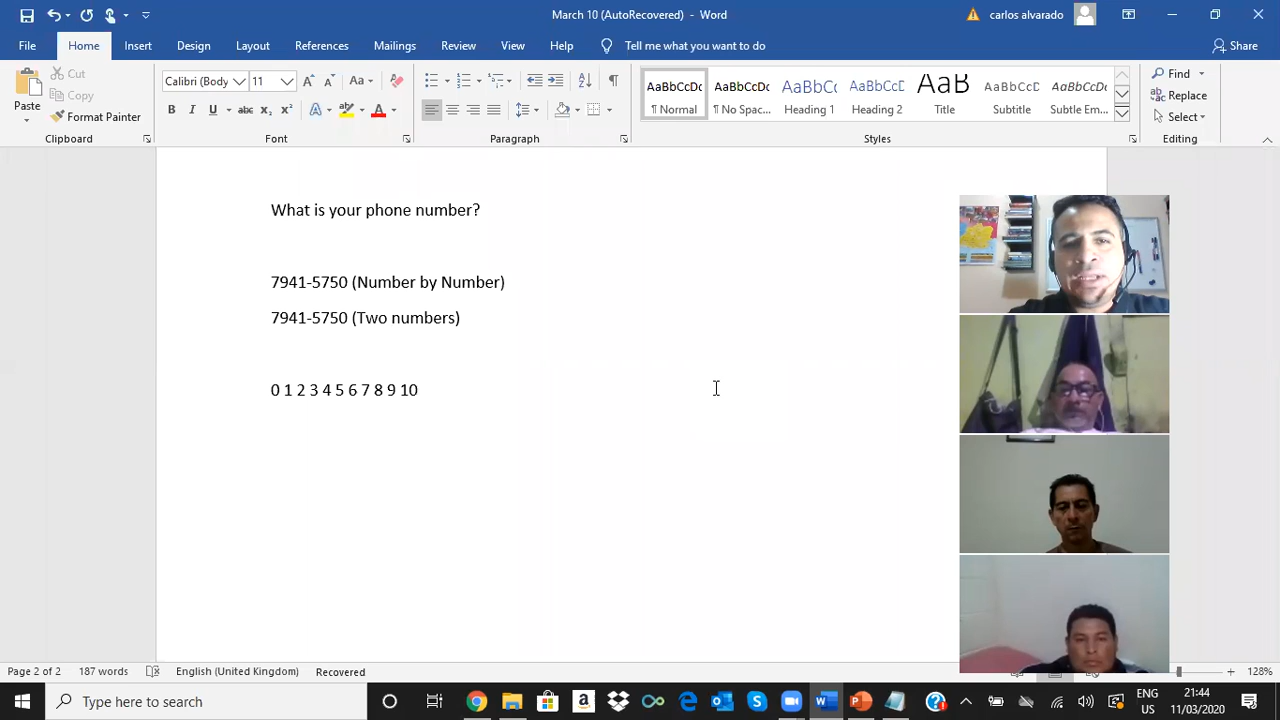 March 10 (AutoRecovered) - Word
carlos alvarado
File Home Insert Design Layout References Mailings Review View Help Tell me what you want to do Share
Paste
Cut
Copy
Format Painter
Clipboard
Calibri (Body 11
Font
Paragraph
AaBbCcDc AaBbCcDc AaBbCc AaBbCcC AaB AaBbCcC AaBbCcDc
¶ Normal ¶ No Spac... Heading 1 Heading 2 Title Subtitle Subtle Em...
Styles
Find
Replace
Select
Editing
What is your phone number?
7941-5750 (Number by Number)
7941-5750 (Two numbers)
0 1 2 3 4 5 6 7 8 9 10
Page 2 of 2 187 words English (United Kingdom) Recovered 128%
Type here to search
ENG
US
21:44
11/03/2020